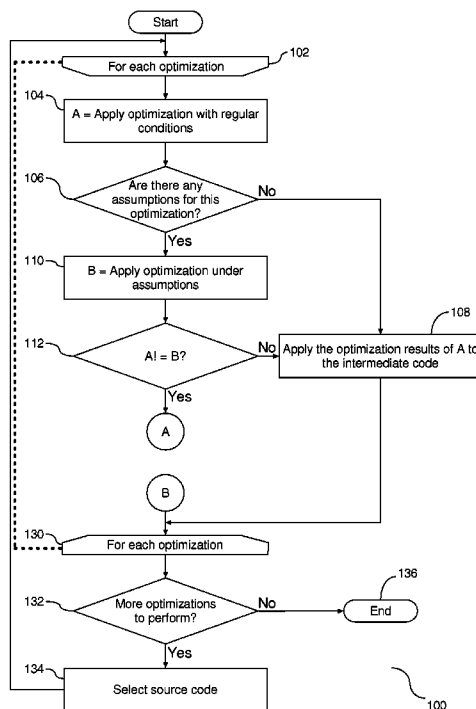 Start
102
For each optimization
104
A = Apply optimization with regular
conditions
106
Are there any
assumptions for this
optimization?
No
Yes
110
B = Apply optimization under
assumptions
108
112
A! = B?
No
Apply the optimization results of A to
the intermediate code
Yes
A
B
130
For each optimization
136
132
More optimizations
to perform?
No
End
Yes
134
Select source code
100